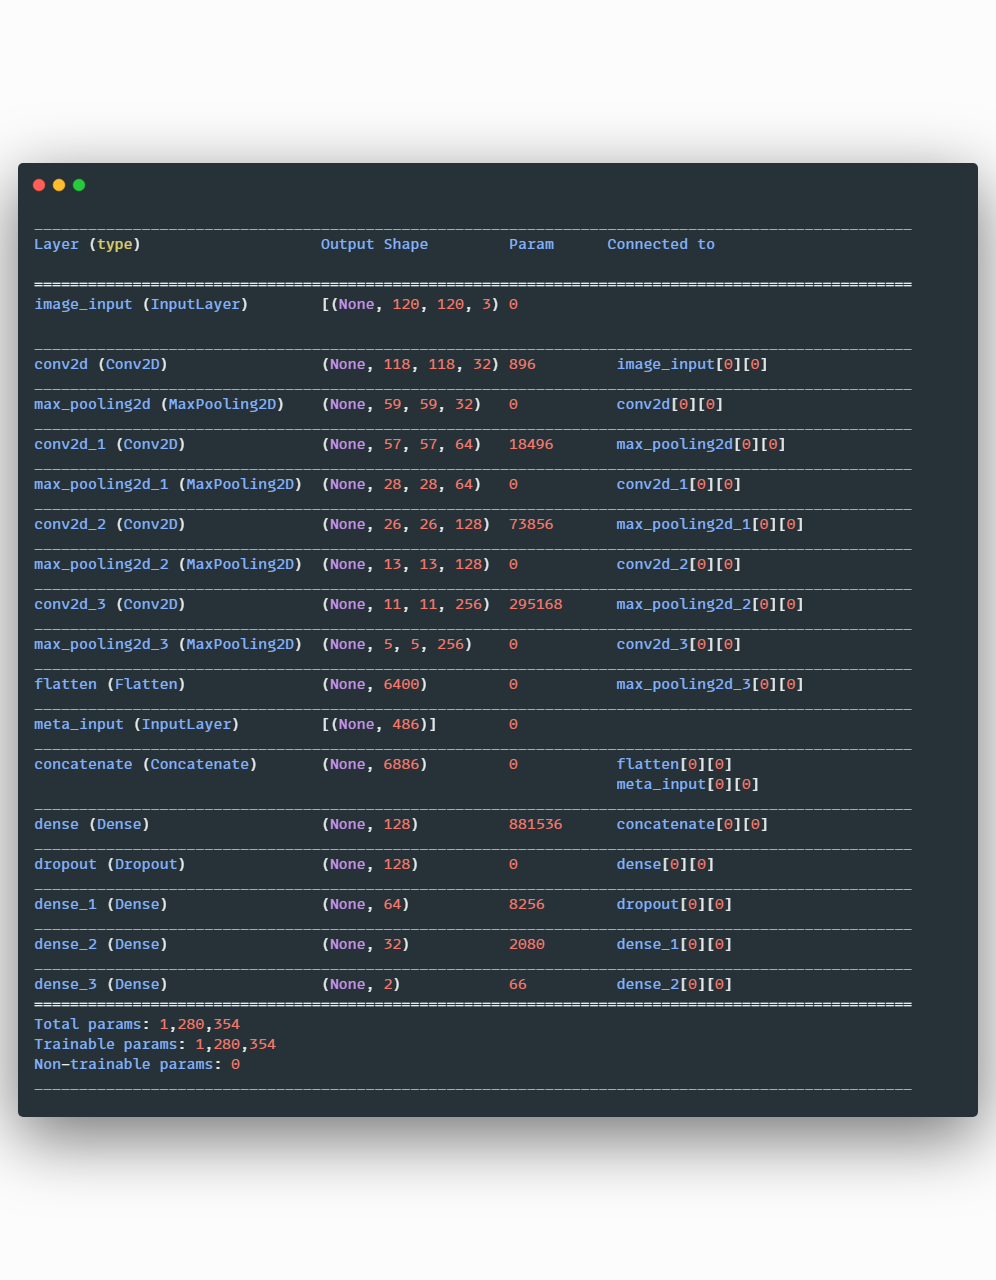 Layer (type) Output Shape Param Connected to
image_input (InputLayer) [(None, 120, 120, 3) 0
conv2d (Conv2D) (None, 118, 118, 32) 896 image_input[0][0]
max_pooling2d (MaxPooling2D) (None, 59, 59, 32) 0 conv2d[0][0]
conv2d_1 (Conv2D) (None, 57, 57, 64) 18496 max_pooling2d[0][0]
max_pooling2d_1 (MaxPooling2D) (None, 28, 28, 64) 0 conv2d_1[0][0]
conv2d_2 (Conv2D) (None, 26, 26, 128) 73856 max_pooling2d_1[0][0]
max_pooling2d_2 (MaxPooling2D) (None, 13, 13, 128) 0 conv2d_2[0][0]
conv2d_3 (Conv2D) (None, 11, 11, 256) 295168 max_pooling2d_2[0][0]
max_pooling2d_3 (MaxPooling2D) (None, 5, 5, 256) 0 conv2d_3[0][0]
flatten (Flatten) (None, 6400) 0 max_pooling2d_3[0][0]
meta_input (InputLayer) [(None, 486)] 0
concatenate (Concatenate) (None, 6886) 0 flatten[0][0]
meta_input[0][0]
dense (Dense) (None, 128) 881536 concatenate[0][0]
dropout (Dropout) (None, 128) 0 dense[0][0]
dense_1 (Dense) (None, 64) 8256 dropout[0][0]
dense_2 (Dense) (None, 32) 2080 dense_1[0][0]
dense_3 (Dense) (None, 2) 66 dense_2[0][0]
Total params: 1,280,354
Trainable params: 1,280,354
Non-trainable params: 0